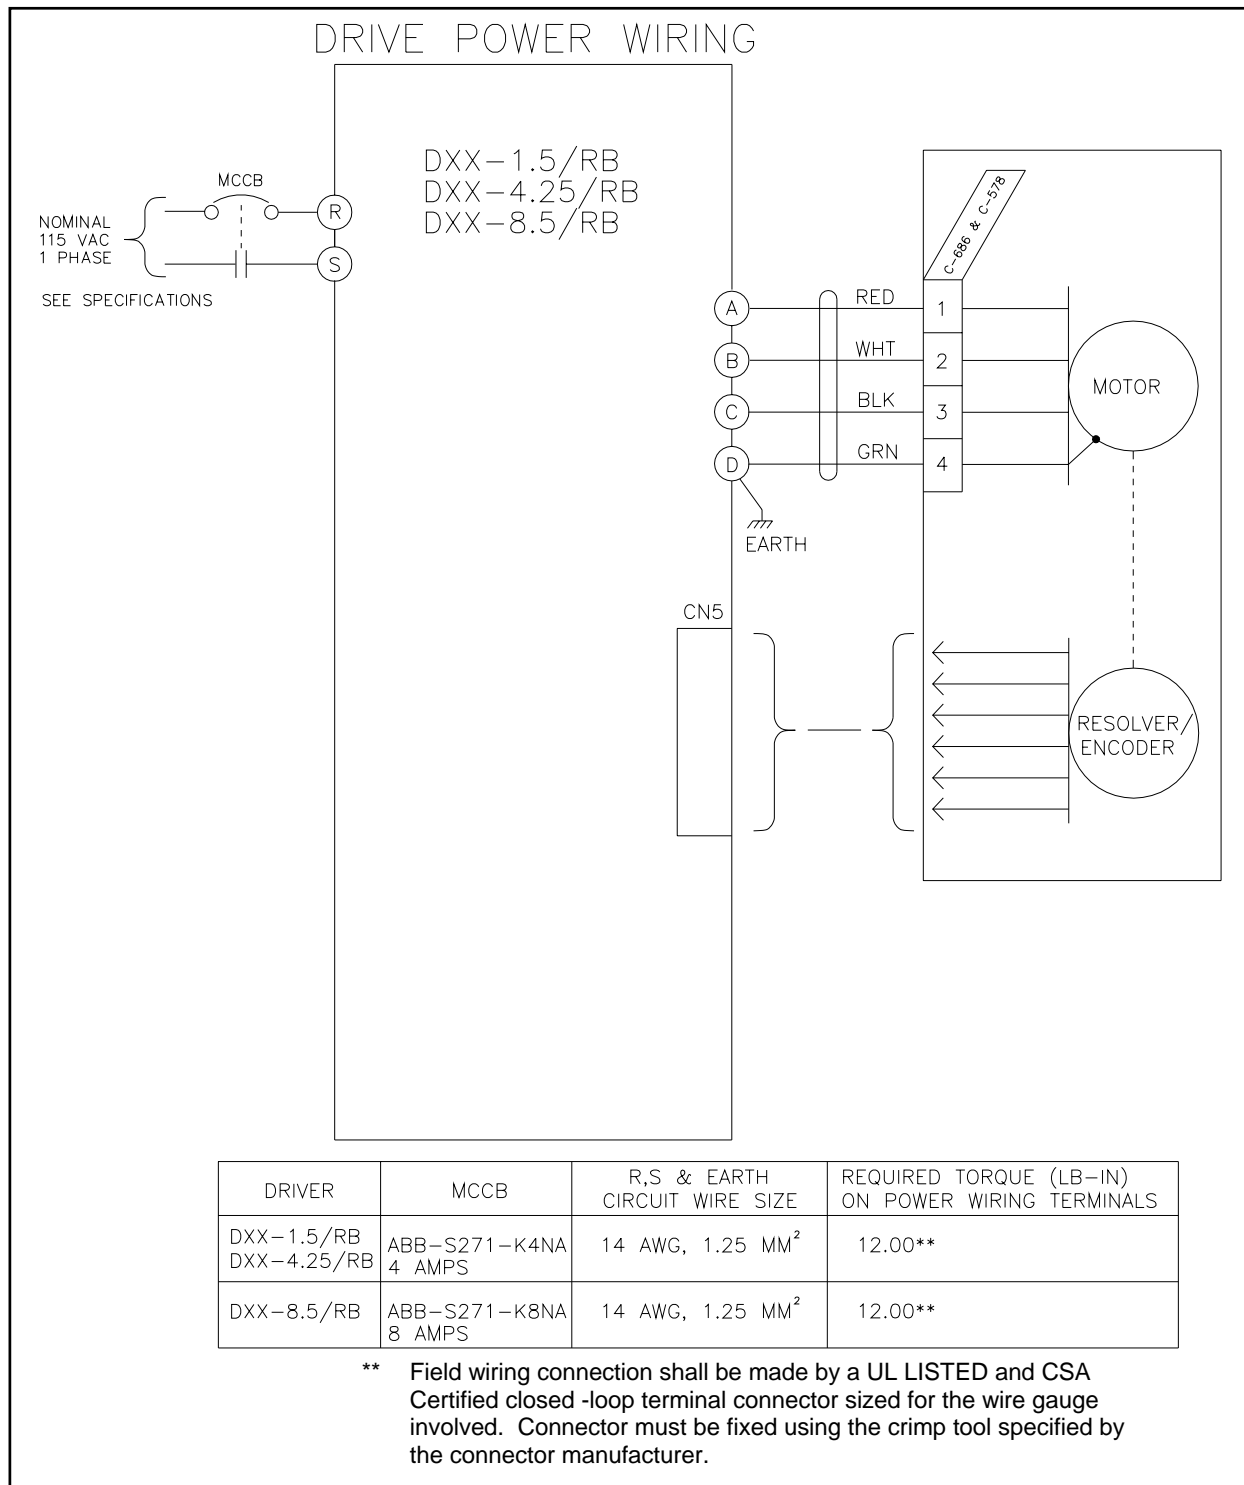 DRIVE POWER WIRING
DXX-1.5/RB
DXX-4.25/RB
DXX-8.5/RB
MCCB
NOMINAL
115 VAC
1 PHASE
SEE SPECIFICATIONS
R
S
C-686 & C-578
A
RED
1
B
WHT
2
C
BLK
3
D
GRN
4
MOTOR
EARTH
CN5
RESOLVER/
ENCODER
DRIVER
MCCB
R,S & EARTH
CIRCUIT WIRE SIZE
REQUIRED TORQUE (LB-IN)
ON POWER WIRING TERMINALS
DXX-1.5/RB
DXX-4.25/RB
ABB-S271-K4NA
4 AMPS
14 AWG, 1.25 MM²
12.00**
DXX-8.5/RB
ABB-S271-K8NA
8 AMPS
14 AWG, 1.25 MM²
12.00**
** Field wiring connection shall be made by a UL LISTED and CSA
Certified closed -loop terminal connector sized for the wire gauge
involved. Connector must be fixed using the crimp tool specified by
the connector manufacturer.